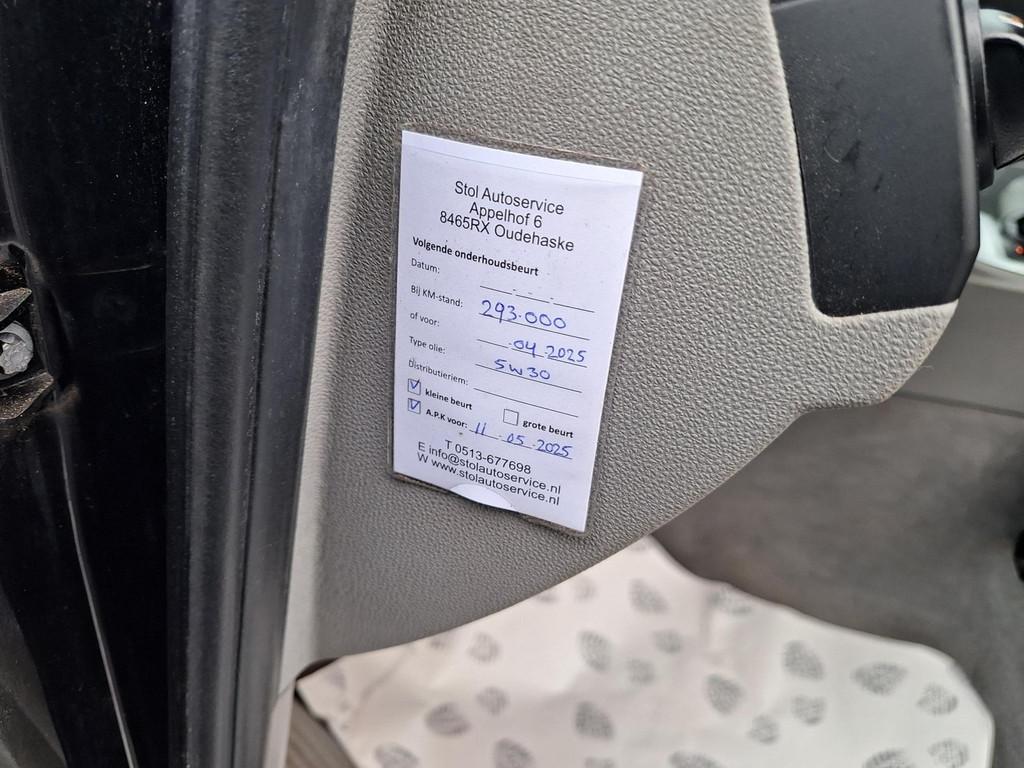 Stol Autoservice
Appelhof 6
8465RX Oudehaske
Volgende onderhoudsbeurt
Datum: - - -
Bij KM-stand: 293.000
of voor: -04-2025
Type olie: 5W30
Distributieriem:
kleine beurt grote beurt
A.P.K voor: 11-05-2025
T 0513-677698
E info@stolautoservice.nl
W www.stolautoservice.nl